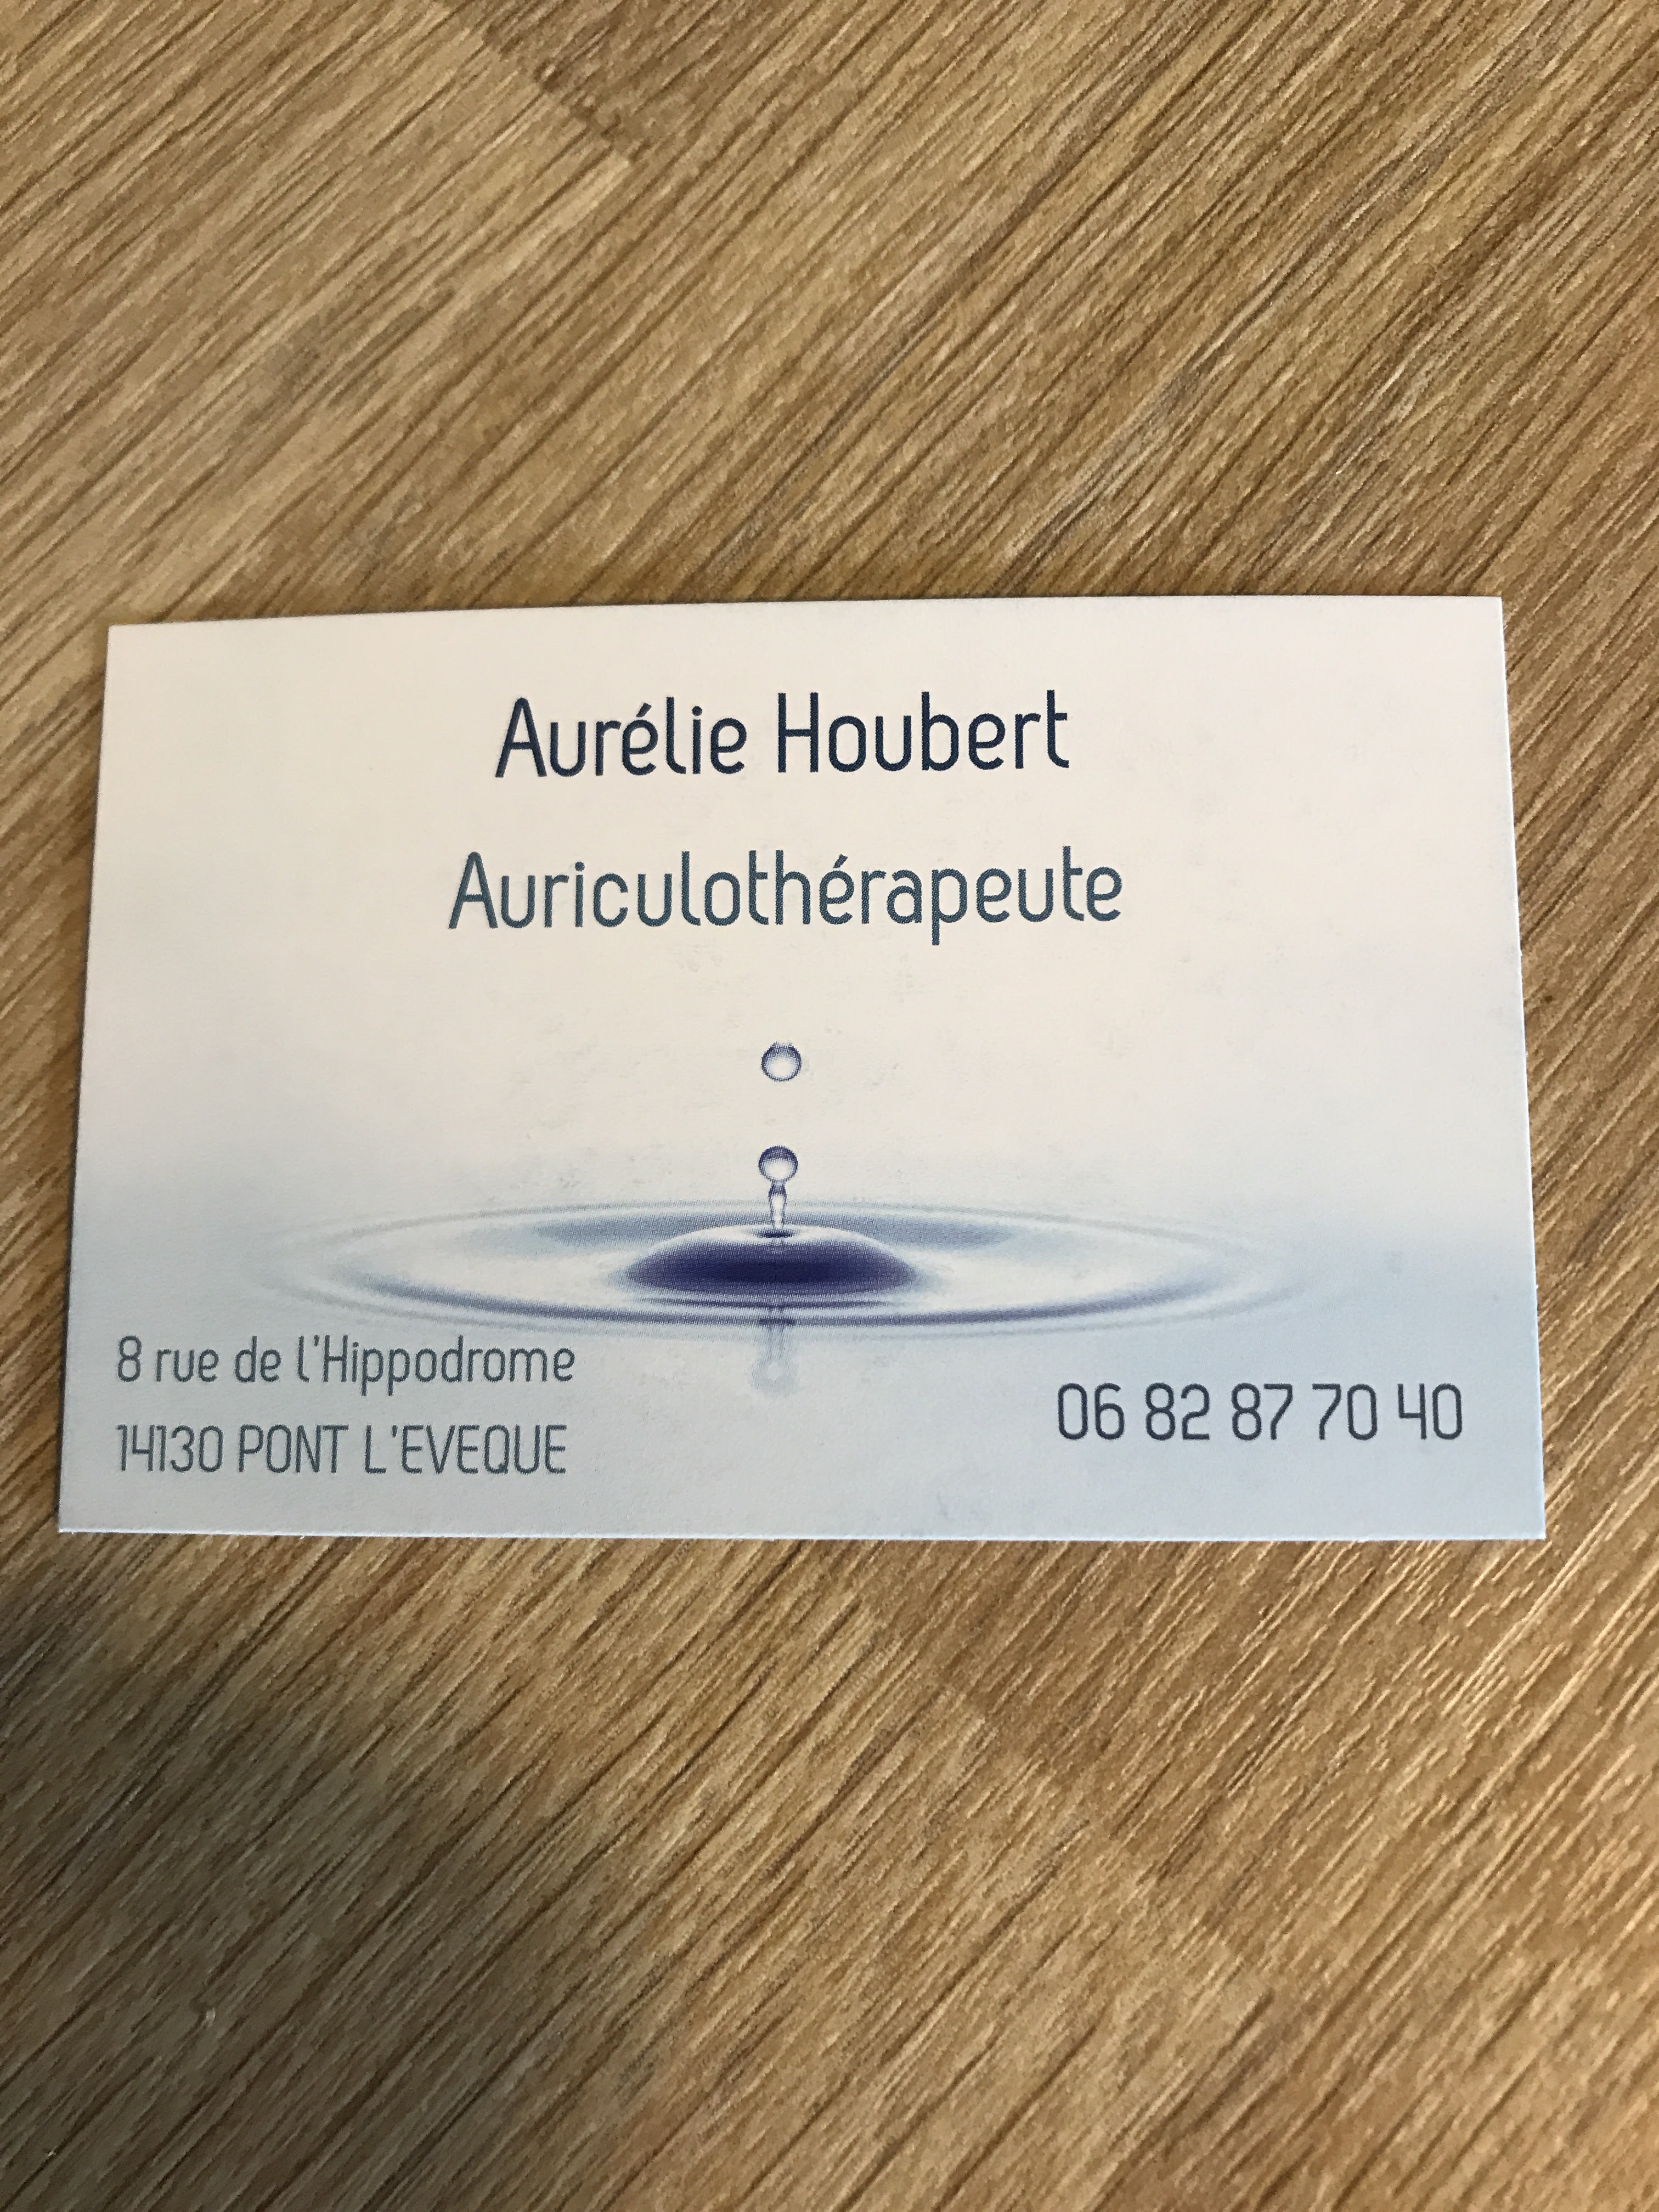 Aurélie Houbert
Auriculothérapeute
8 rue de l'Hippodrome
14130 PONT L'EVEQUE
06 82 87 70 40